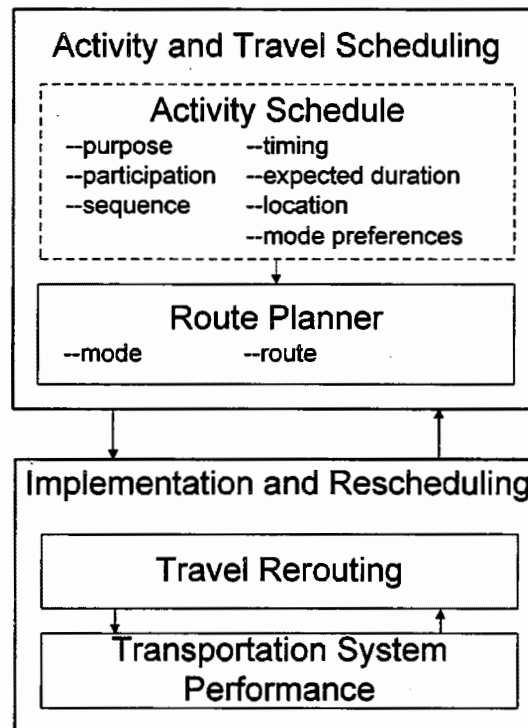 Activity and Travel Scheduling
Activity Schedule
--purpose --timing
--participation --expected duration
--sequence --location
--mode preferences
Route Planner
--mode --route
Implementation and Rescheduling
Travel Rerouting
Transportation System
Performance